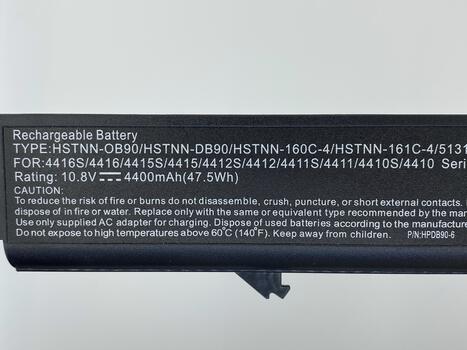 Rechargeable Battery
TYPE:HSTNN-OB90/HSTNN-DB90/HSTNN-160C-4/HSTNN-161C-4/5131
FOR:4416S/4416/4415S/4415/4412S/4412/4411S/4411/4410S/4410 Seri
Rating: 10.8V⎓4400mAh(47.5Wh)
CAUTION:
To reduce the risk of fire or burns do not disassemble, crush, puncture, or short external contacts.
dispose of in fire or water. Replace only with the same or equivalent type recommended by the man
Use only supplied AC adapter for charging. Dispose of used batteries according to the manufacture
Do not expose to high temperatures above 60°C (140°F). Keep away from children. P/N:HPDB90-6